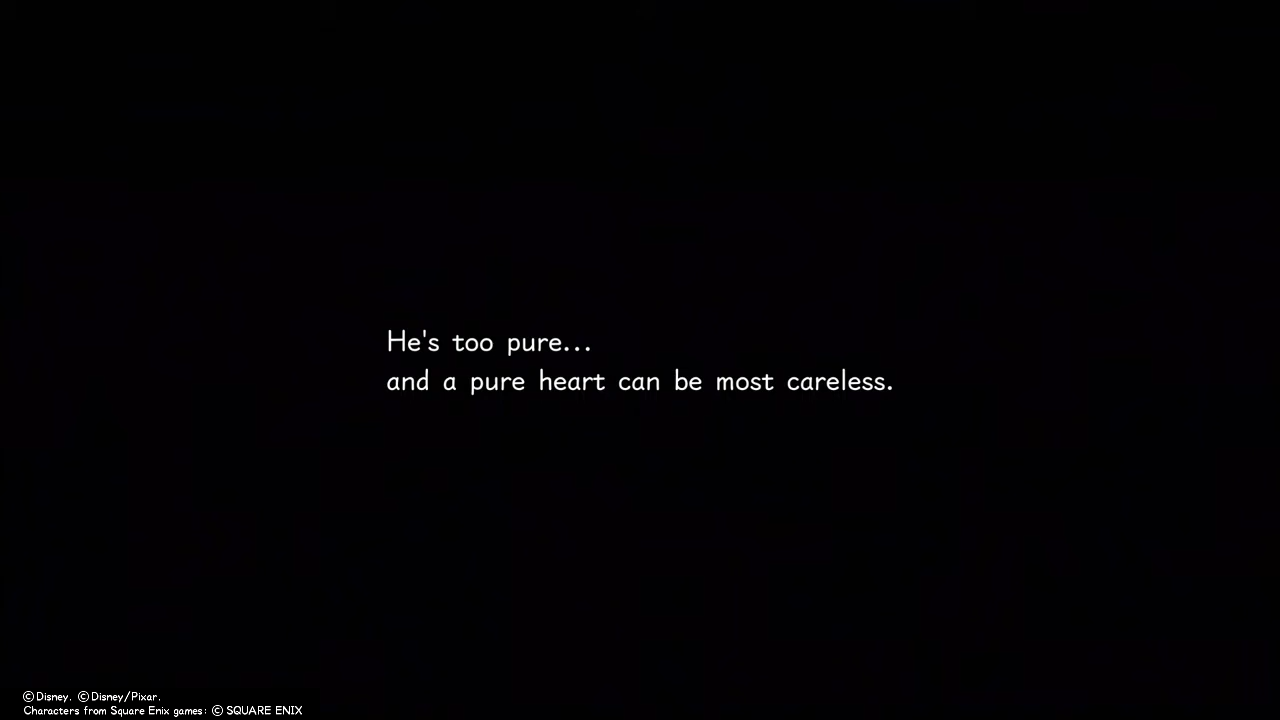 He's too pure...
and a pure heart can be most careless.
©Disney. ©Disney/Pixar.
Characters from Square Enix games: © SQUARE ENIX